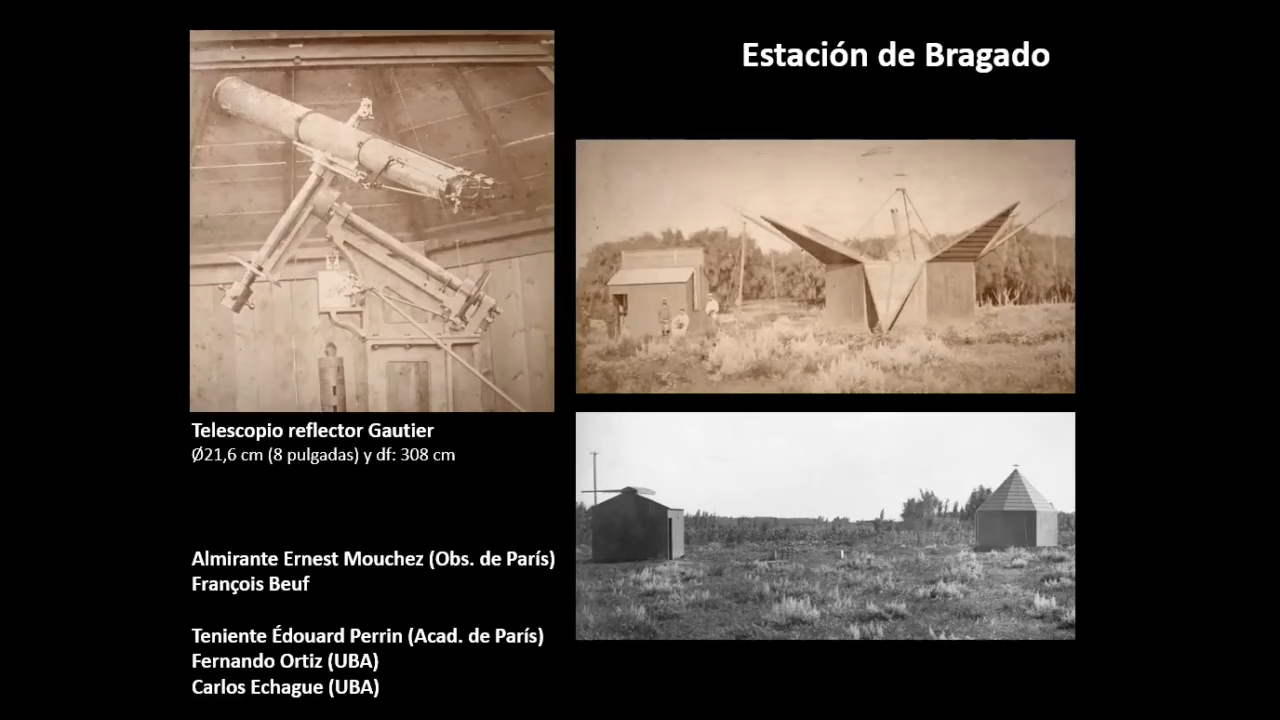 Estación de Bragado
Telescopio reflector Gautier
Ø21,6 cm (8 pulgadas) y df: 308 cm
Almirante Ernest Mouchez (Obs. de París)
François Beuf
Teniente Édouard Perrin (Acad. de París)
Fernando Ortiz (UBA)
Carlos Echague (UBA)